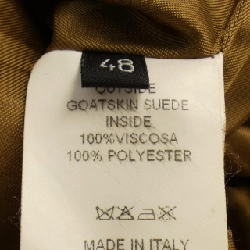 48
OUTSIDE
GOATSKIN SUEDE
INSIDE
100%VISCOSA
100% POLYESTER
MADE IN ITALY